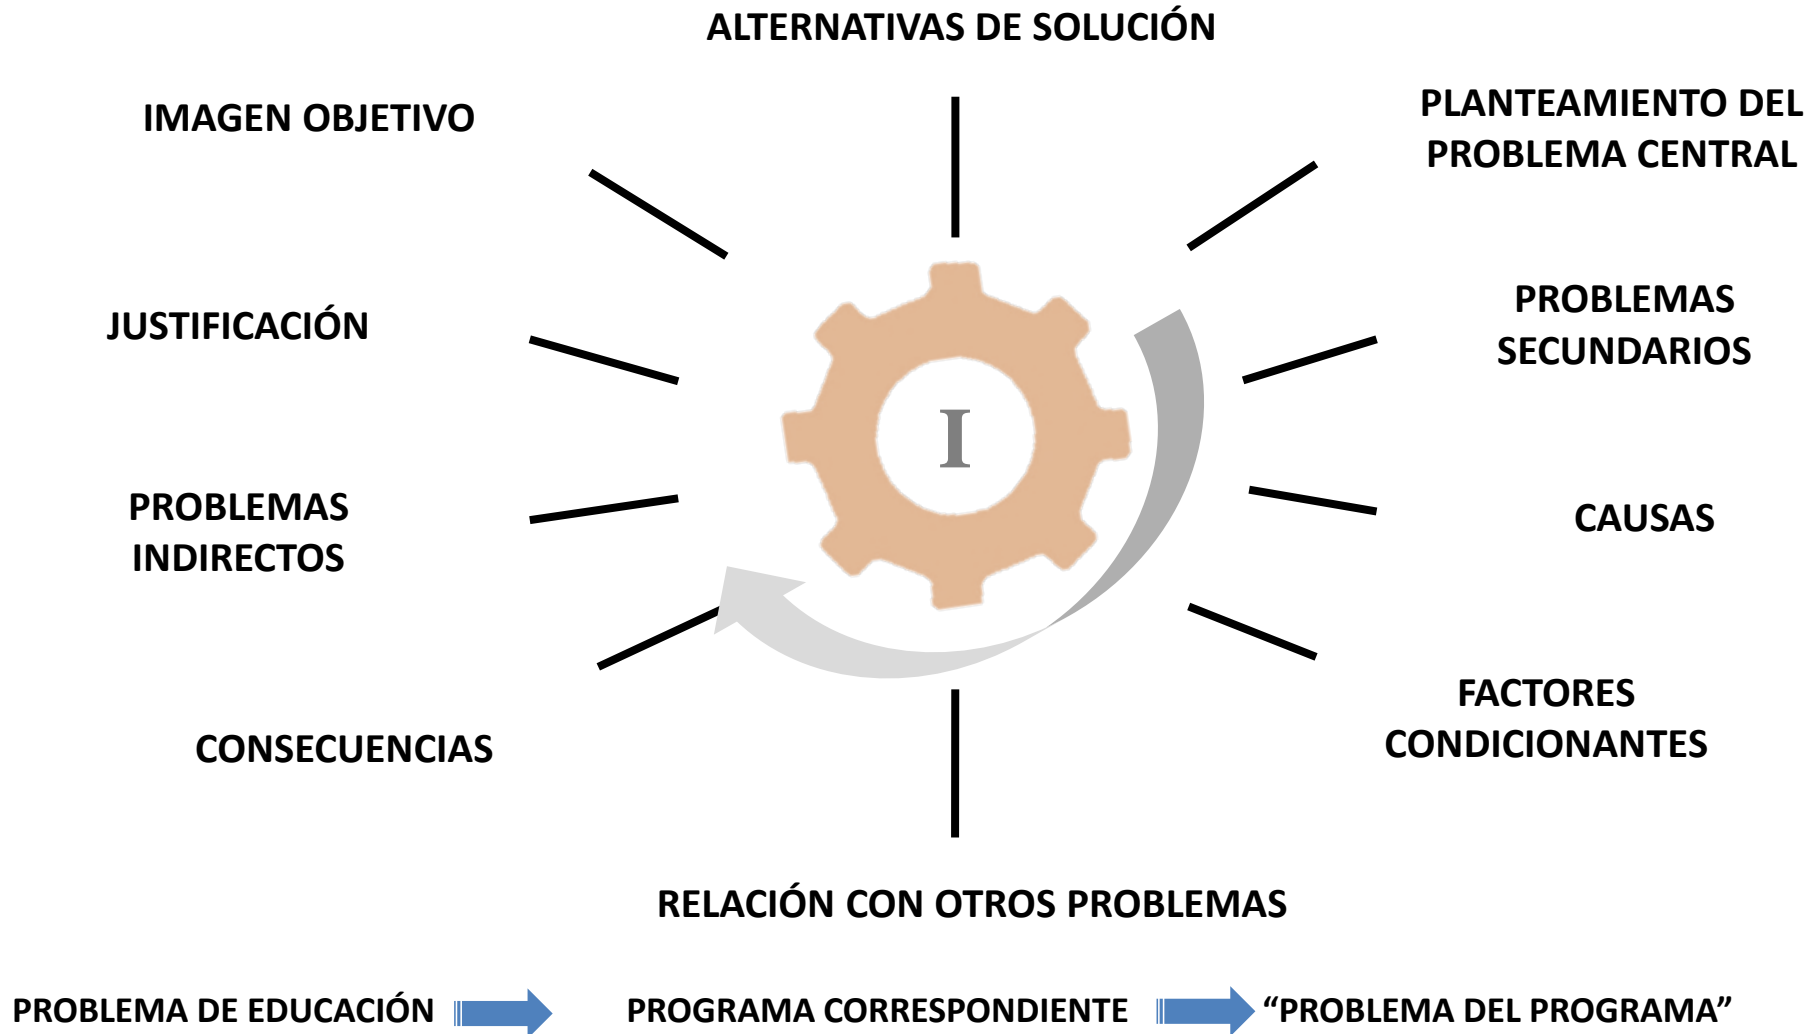 ALTERNATIVAS DE SOLUCIÓN
PLANTEAMIENTO DEL
PROBLEMA CENTRAL
PROBLEMAS
SECUNDARIOS
CAUSAS
FACTORES
CONDICIONANTES
RELACIÓN CON OTROS PROBLEMAS
CONSECUENCIAS
PROBLEMAS
INDIRECTOS
JUSTIFICACIÓN
IMAGEN OBJETIVO
I
PROBLEMA DE EDUCACIÓN
PROGRAMA CORRESPONDIENTE
“PROBLEMA DEL PROGRAMA”